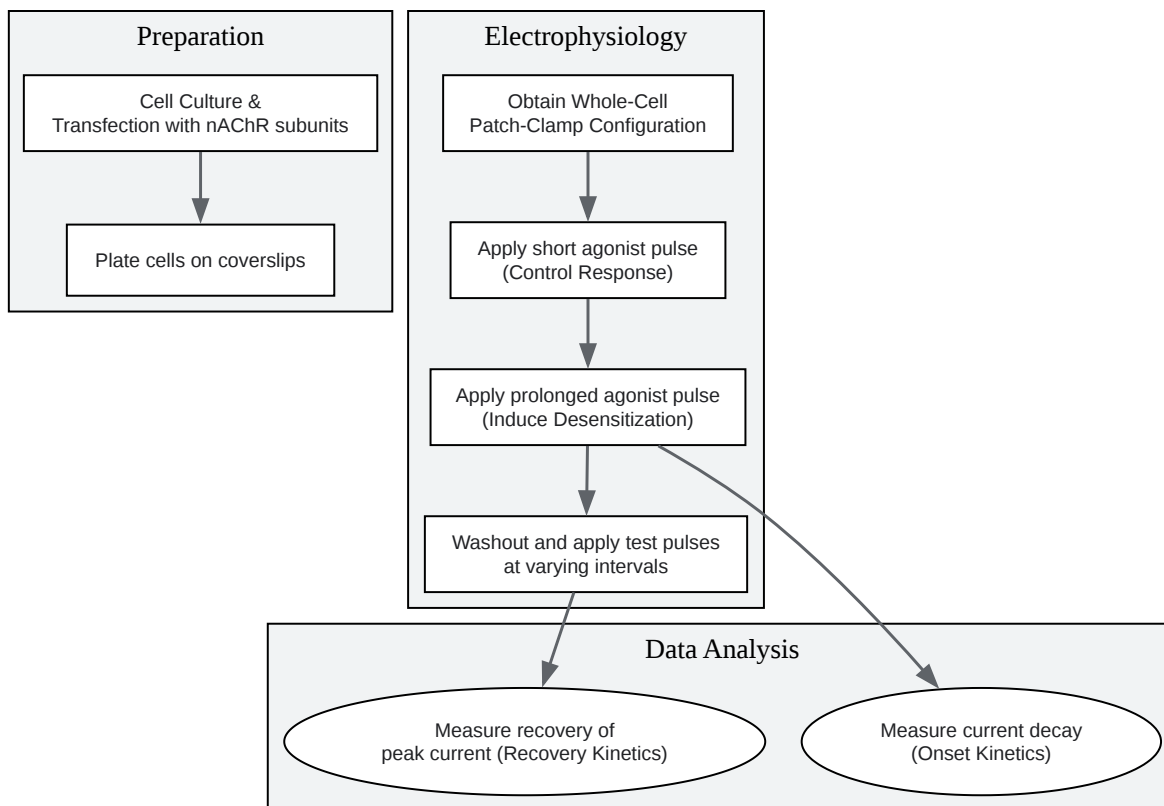 Preparation
Cell Culture &
Transfection with nAChR subunits
Plate cells on coverslips
Electrophysiology
Obtain Whole-Cell
Patch-Clamp Configuration
Apply short agonist pulse
(Control Response)
Apply prolonged agonist pulse
(Induce Desensitization)
Washout and apply test pulses
at varying intervals
Data Analysis
Measure recovery of
peak current (Recovery Kinetics)
Measure current decay
(Onset Kinetics)